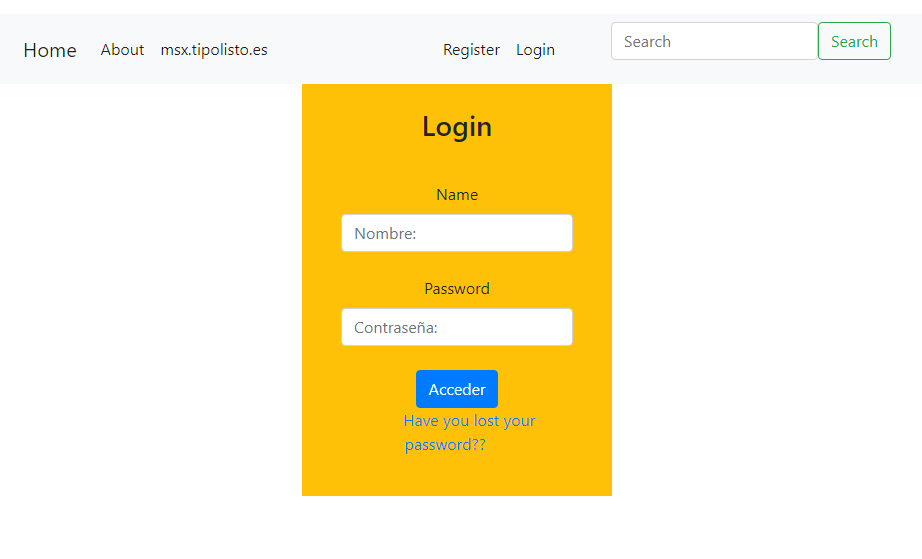 Home About msx.tipolisto.es Register Login Search Search
Login
Name
Nombre:
Password
Contraseña:
Acceder
Have you lost your
password??